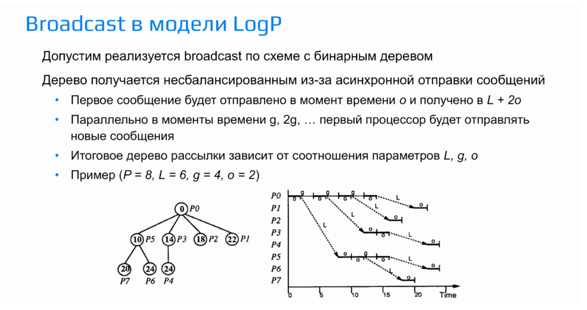 Broadcast в модели LogP
Допустим реализуется broadcast по схеме с бинарным деревом
Дерево получается несбалансированным из-за асинхронной отправки сообщений
• Первое сообщение будет отправлено в момент времени o и получено в L + 2o
• Параллельно в моменты времени g, 2g, … первый процессор будет отправлять
новые сообщения
• Итоговое дерево рассылки зависит от соотношения параметров L, g, o
• Пример (P = 8, L = 6, g = 4, o = 2)
0 P0
10 P5 14 P3 18 P2 22 P1
20 24 24
P7 P6 P4
P0 g g g
o o o o L o
P1
P2 L L o
P3 g
o o L
P4 L o
P5 g g
o o o L
P6 L o
P7 o
0 5 10 15 20 Time